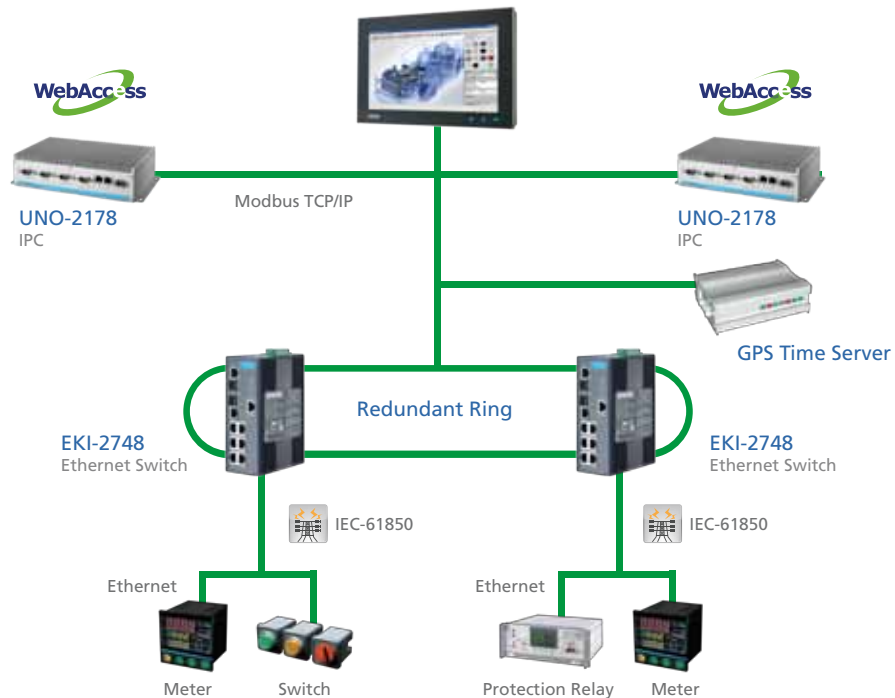 WebAccess
WebAccess
Modbus TCP/IP
UNO-2178
IPC
UNO-2178
IPC
GPS Time Server
Redundant Ring
EKI-2748
Ethernet Switch
EKI-2748
Ethernet Switch
IEC-61850
IEC-61850
Ethernet
Ethernet
Meter
Switch
Protection Relay
Meter